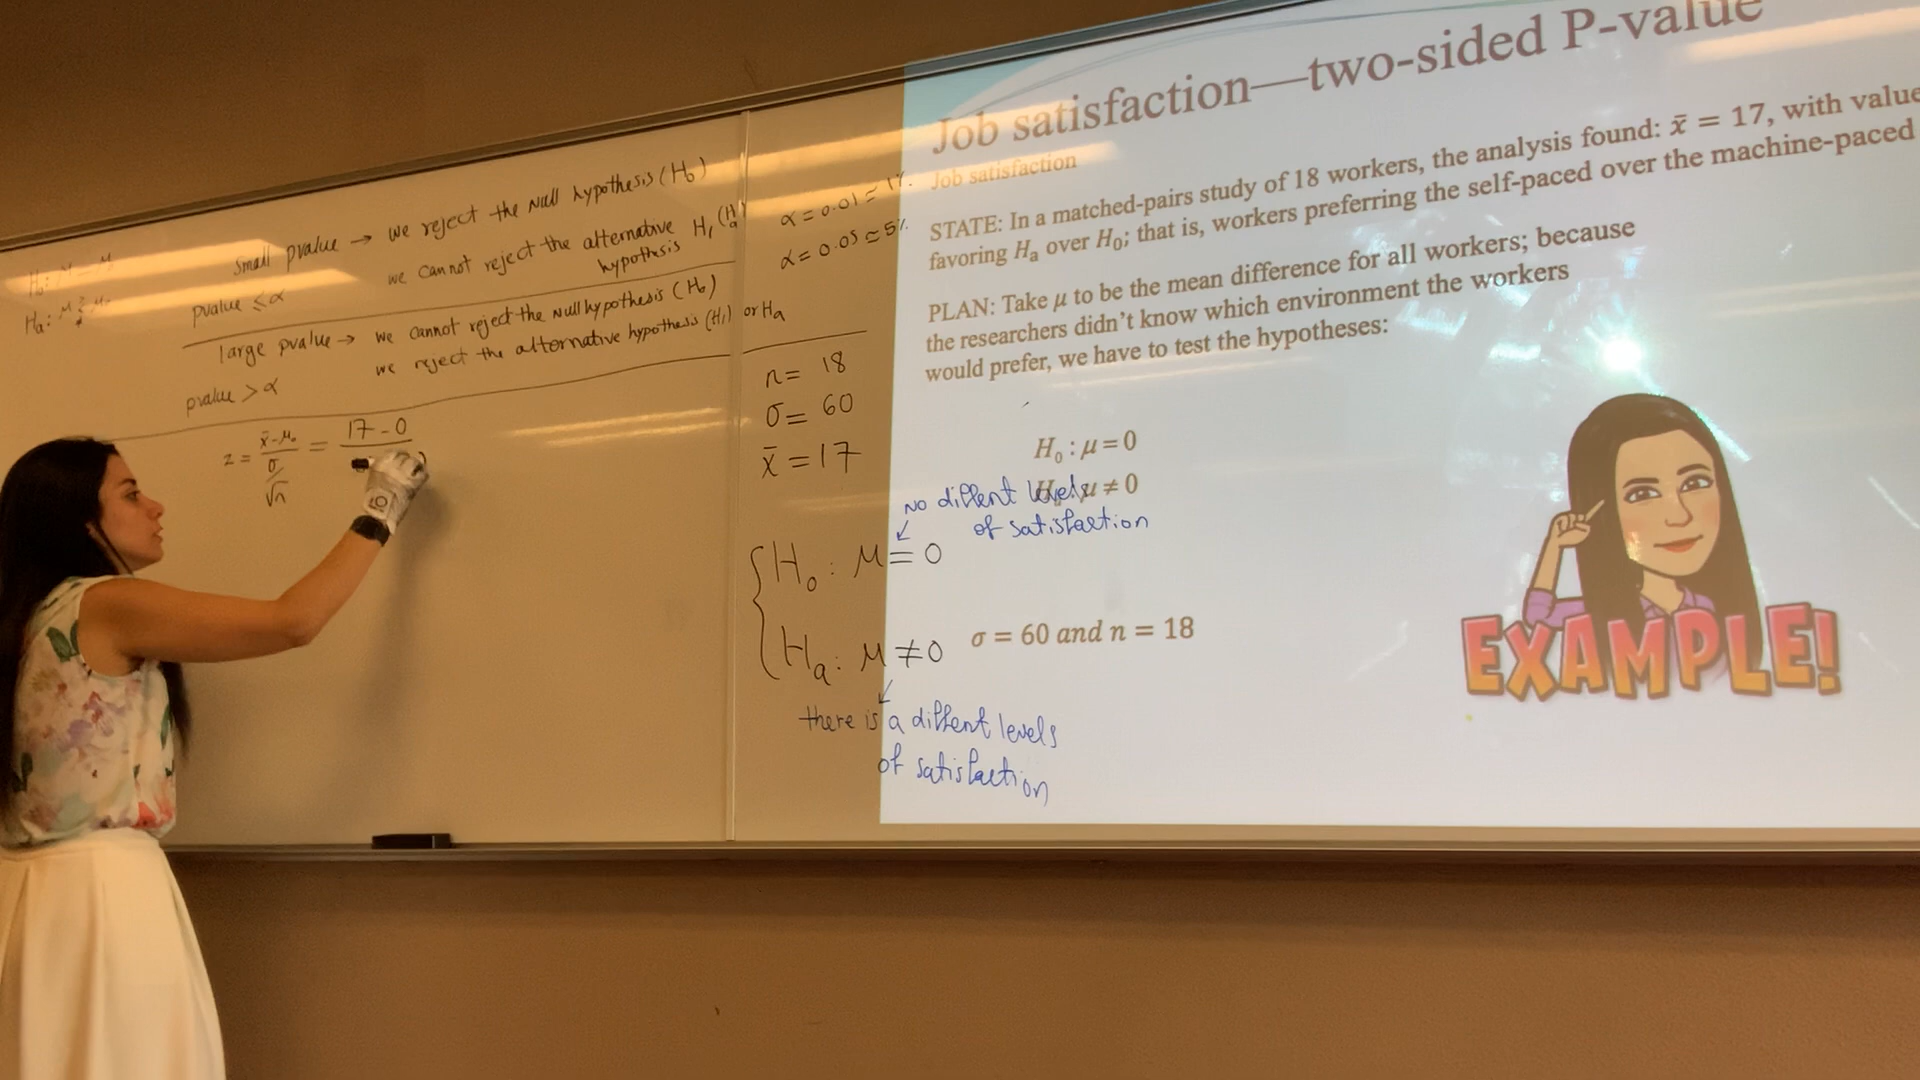 H₀: μ = μ₀
Small pvalue → we reject the Null hypothesis (H₀)
we cannot reject the alternative H₁ (Hₐ)
hypothesis
pvalue ≤ α
large pvalue → we cannot reject the Null hypothesis (H₀)
we reject the alternative hypothesis (H₁) or Ha
pvalue > α
z = (x̄ - μ₀) / (σ/√n) = 17 - 0
α = 0.01 = 1%
α = 0.05 = 5%
n = 18
σ = 60
x̄ = 17
No different levels
of satisfaction
H₀: μ = 0
Ha: μ ≠ 0
there is a different levels
of satisfaction
Job satisfaction—two-sided P-value
Job satisfaction
STATE: In a matched-pairs study of 18 workers, the analysis found: x̄ = 17, with value
favoring Hₐ over H₀; that is, workers preferring the self-paced over the machine-paced
PLAN: Take μ to be the mean difference for all workers; because
the researchers didn't know which environment the workers
would prefer, we have to test the hypotheses:
H₀ : μ = 0
μ ≠ 0
σ = 60 and n = 18
EXAMPLE!